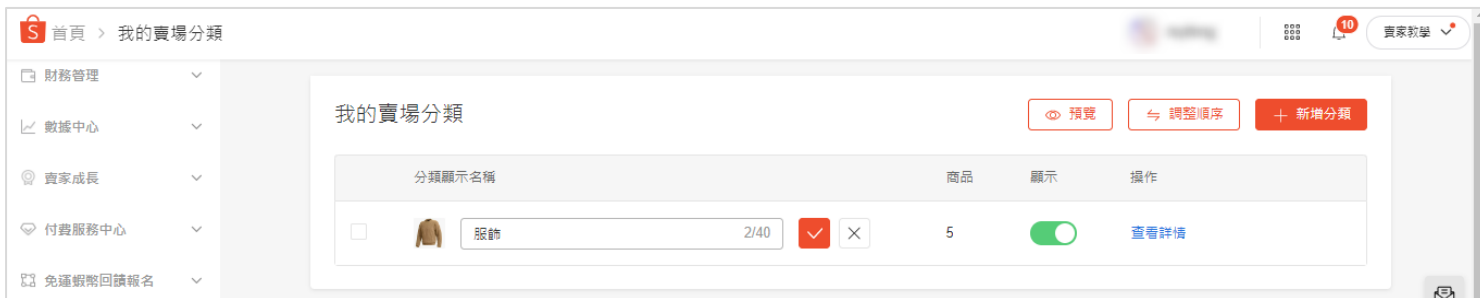 S 首頁 > 我的賣場分類 10 賣家教學
財務管理
數據中心
賣家成長
付費服務中心
免運蝦幣回饋報名
我的賣場分類 預覽 調整順序 + 新增分類
分類顯示名稱 商品 顯示 操作
服飾 2/40 5 查看詳情